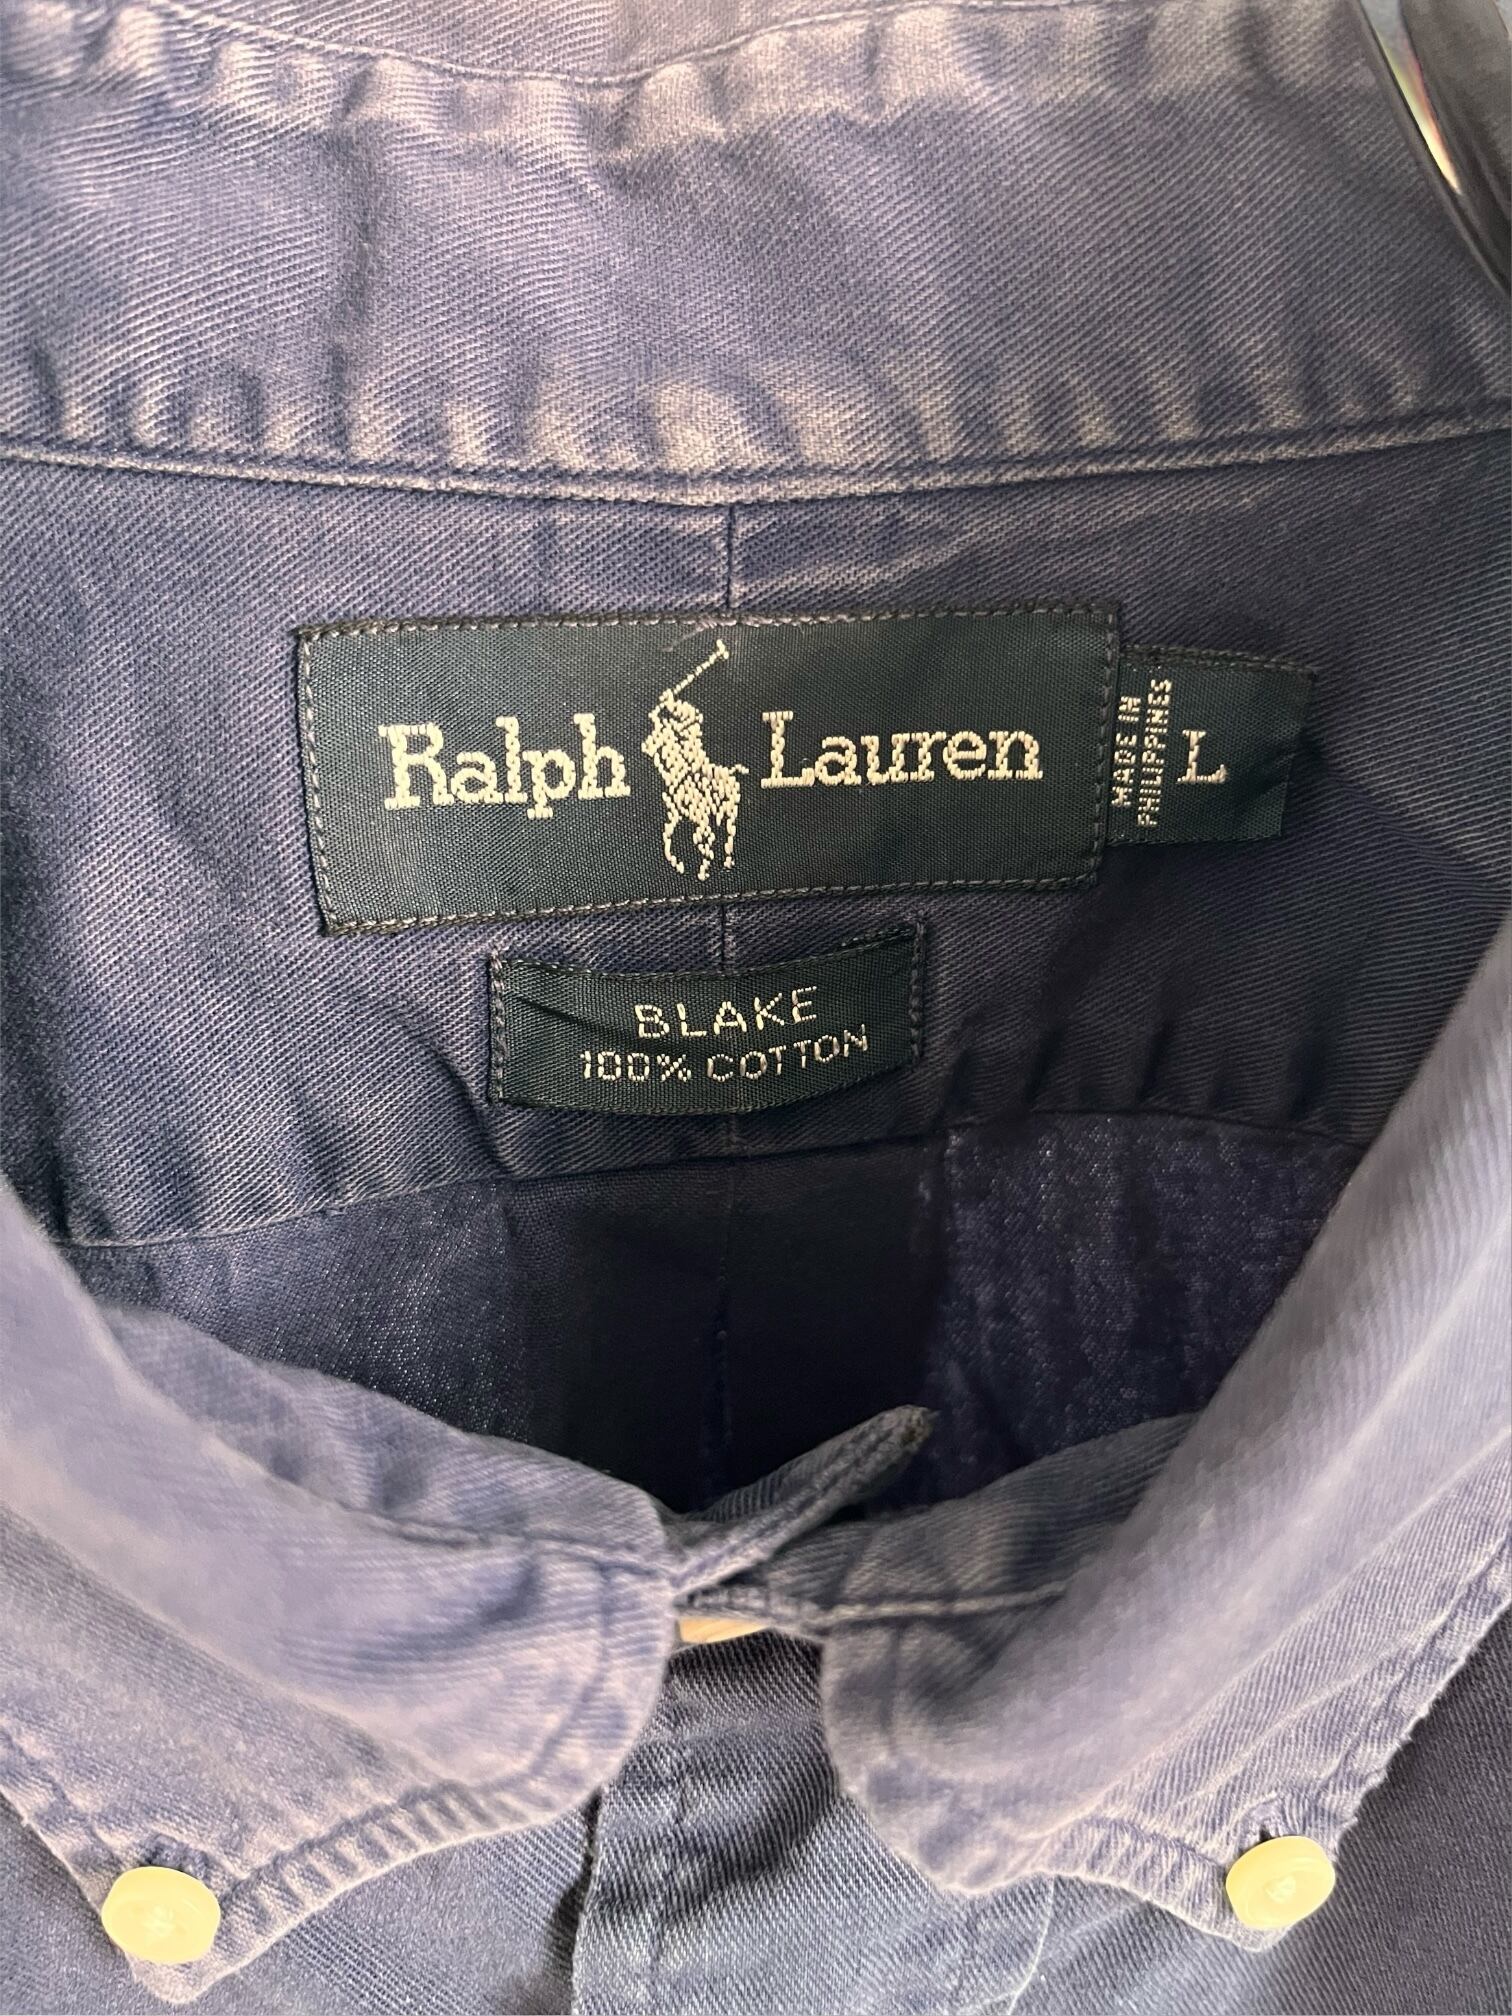 Ralph Lauren
MADE IN
PHILIPPINES
L
BLAKE
100% COTTON